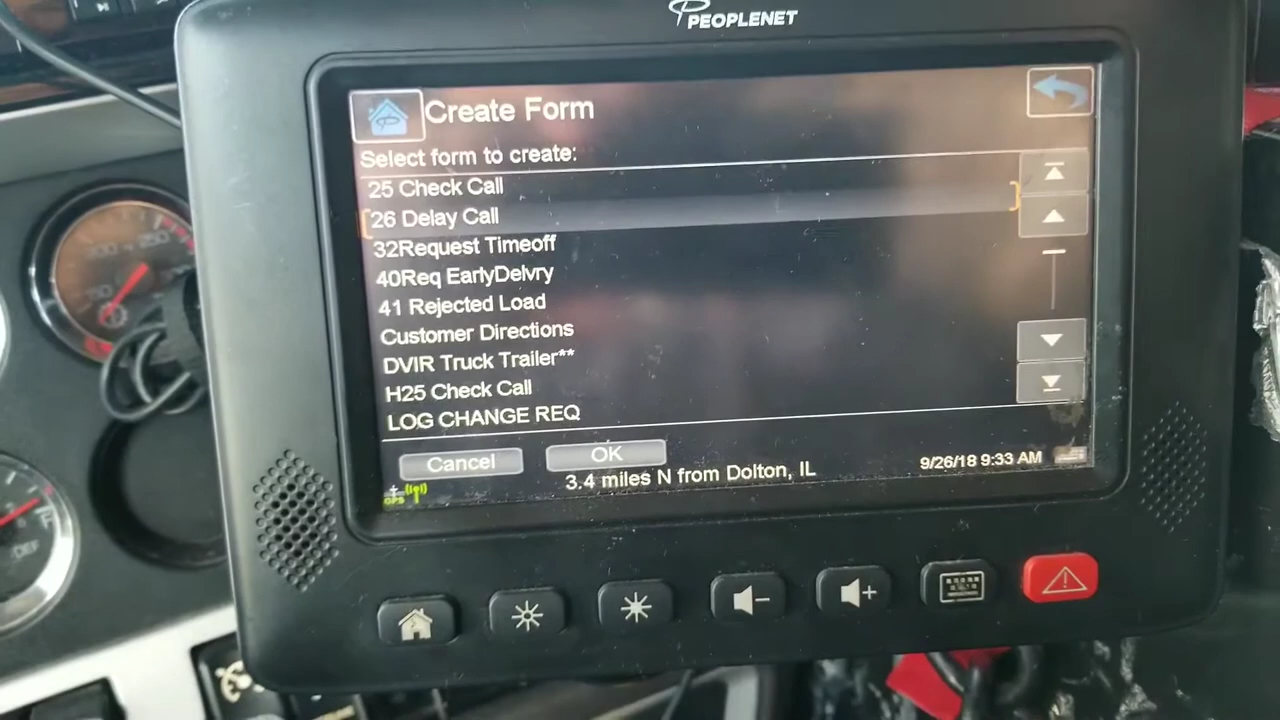 PEOPLENET
Create Form
Select form to create:
25 Check Call
26 Delay Call
32Request Timeoff
40Req EarlyDelvry
41 Rejected Load
Customer Directions
DVIR Truck Trailer**
H25 Check Call
LOG CHANGE REQ
Cancel
OK
3.4 miles N from Dolton, IL
9/26/18 9:33 AM
GPS
DEF